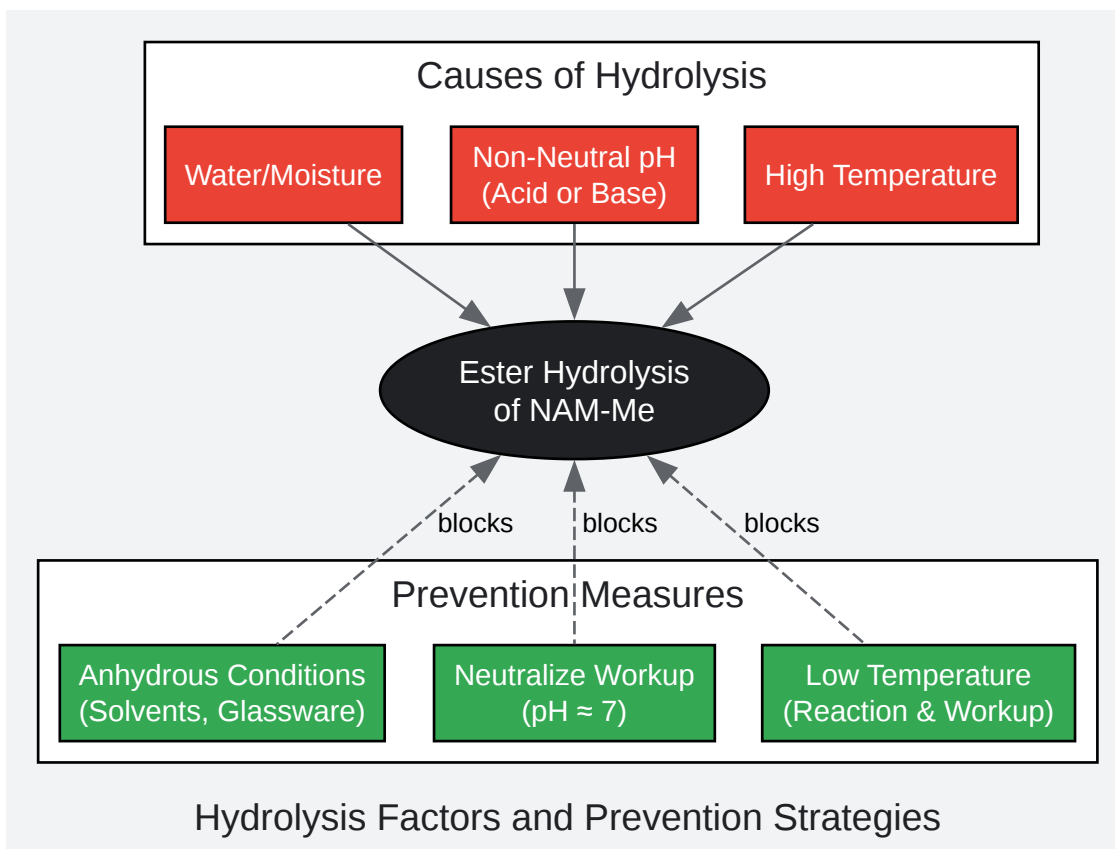 Causes of Hydrolysis
Water/Moisture
Non-Neutral pH
(Acid or Base)
High Temperature
Ester Hydrolysis
of NAM-Me
blocks
blocks
blocks
Prevention Measures
Anhydrous Conditions
(Solvents, Glassware)
Neutralize Workup
(pH ≈ 7)
Low Temperature
(Reaction & Workup)
Hydrolysis Factors and Prevention Strategies